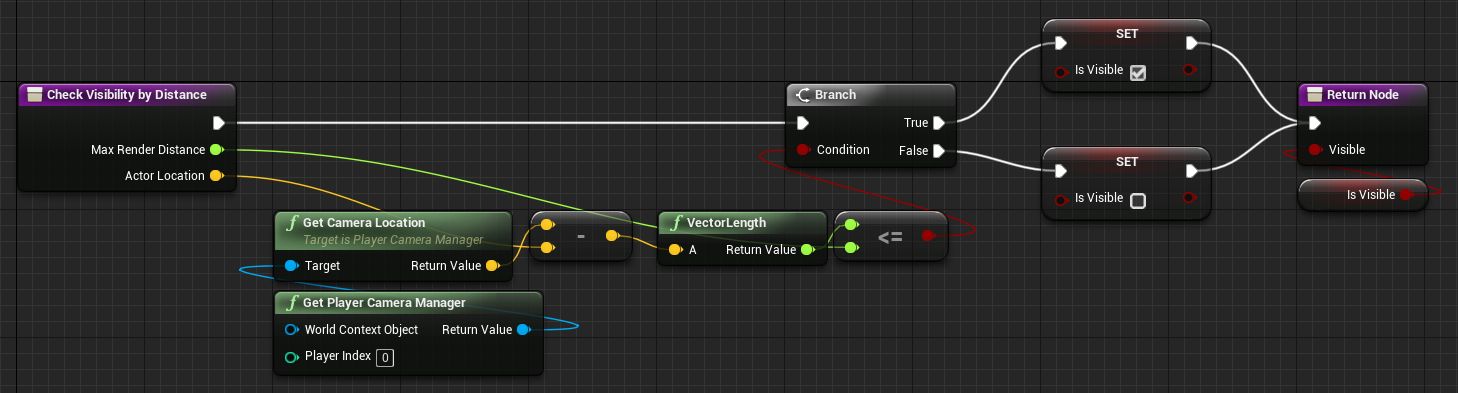 SET
Is Visible
Check Visibility by Distance
Max Render Distance
Actor Location
Branch
True
Condition
False
SET
Is Visible
Return Node
Visible
Is Visible
Get Camera Location
Target is Player Camera Manager
Target
Return Value
-
VectorLength
A
Return Value
<=
Get Player Camera Manager
World Context Object
Return Value
Player Index 0